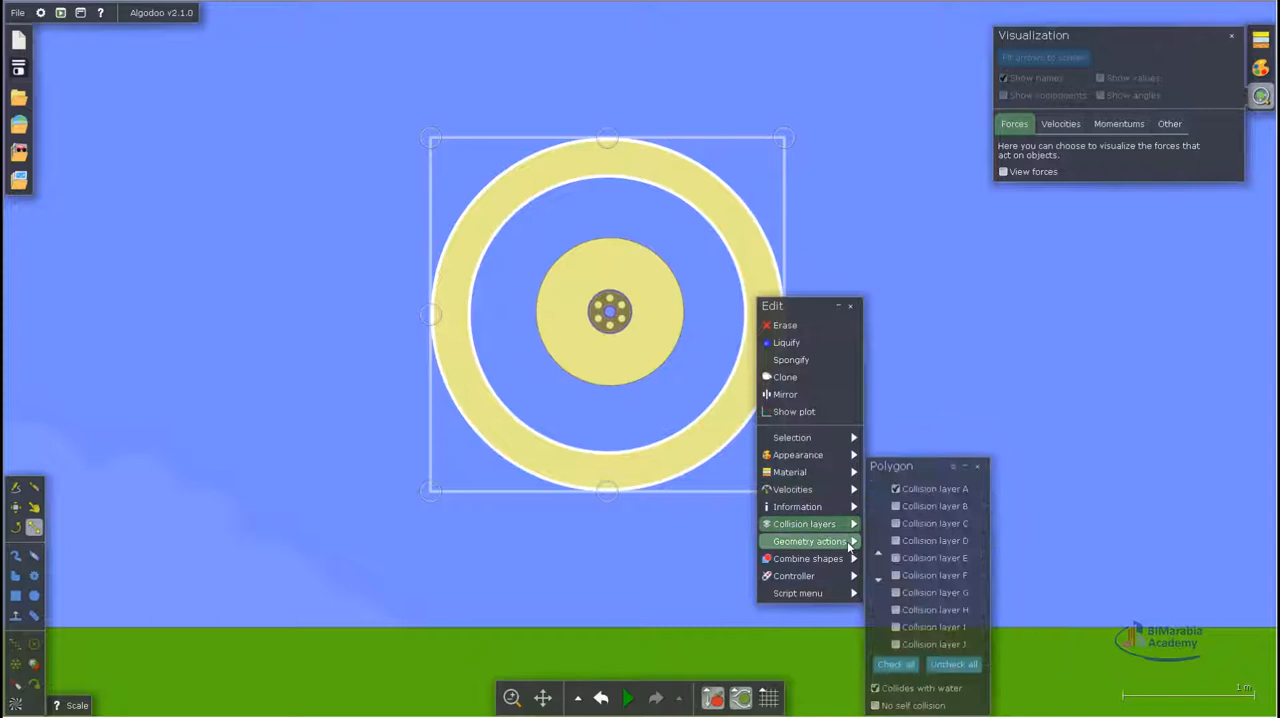 File
?
Algodoo v2.1.0
Visualization
Fit arrows to screen
Show names
Show values
Show components
Show angles
Forces
Velocities
Momentums
Other
Here you can choose to visualize the forces that
act on objects.
View forces
Edit
Erase
Liquify
Spongify
Clone
Mirror
Show plot
Selection
Appearance
Material
Velocities
Information
Collision layers
Geometry actions
Combine shapes
Controller
Script menu
Polygon
Collision layer A
Collision layer B
Collision layer C
Collision layer D
Collision layer E
Collision layer F
Collision layer G
Collision layer H
Collision layer I
Collision layer J
Check all
Uncheck all
Collides with water
No self collision
BIMarabia
Academy
1 m
? Scale